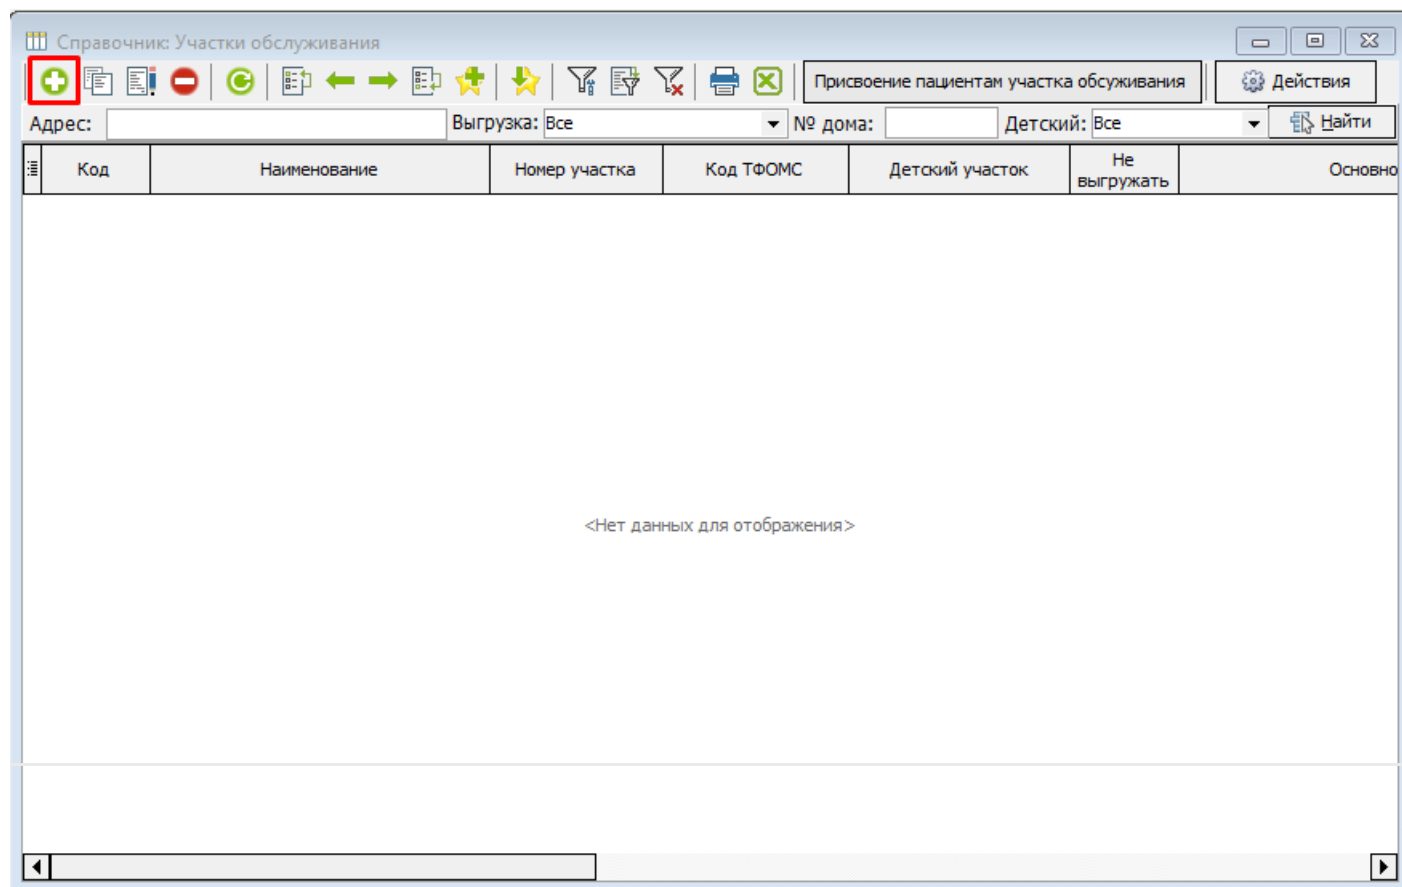 Справочник: Участки обслуживания
Присвоение пациентам участка обсуживания Действия
Адрес: Выгрузка: Все № дома: Детский: Все Найти
Код Наименование Номер участка Код ТФОМС Детский участок Не выгружать Основно
<Нет данных для отображения>